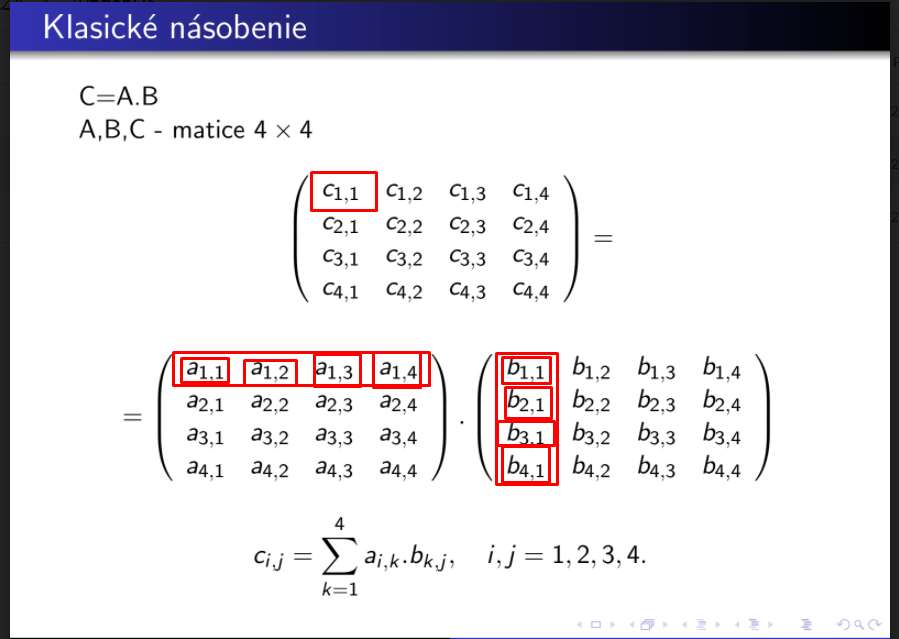 Klasické násobenie
C=A.B
A,B,C - matice 4 × 4
c1,1 c1,2 c1,3 c1,4
c2,1 c2,2 c2,3 c2,4
c3,1 c3,2 c3,3 c3,4
c4,1 c4,2 c4,3 c4,4
=
= a1,1 a1,2 a1,3 a1,4 . b1,1 b1,2 b1,3 b1,4
a2,1 a2,2 a2,3 a2,4 b2,1 b2,2 b2,3 b2,4
a3,1 a3,2 a3,3 a3,4 b3,1 b3,2 b3,3 b3,4
a4,1 a4,2 a4,3 a4,4 b4,1 b4,2 b4,3 b4,4
ci,j = ∑k=1^4 ai,k.bk,j, i, j = 1, 2, 3, 4.